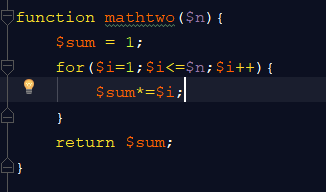 function mathtwo($n){
$sum = 1;
for($i=1;$i<=$n;$i++){
$sum*=$i;
}
return $sum;
}